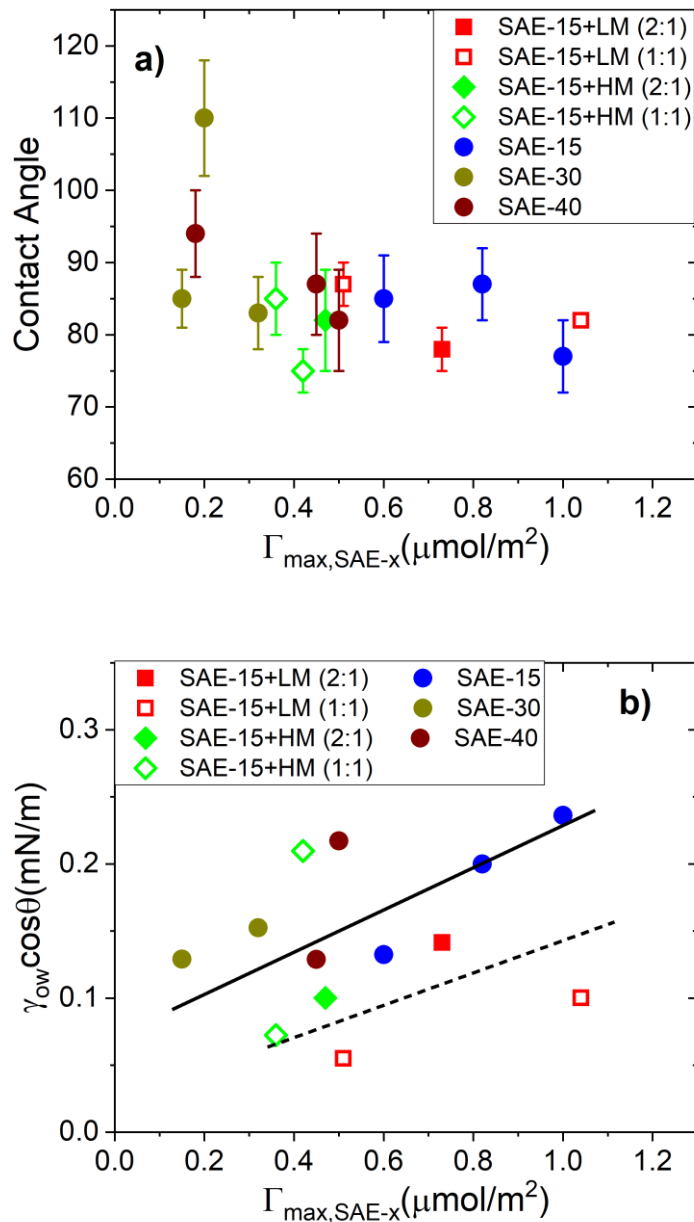 a)
SAE-15+LM (2:1)
SAE-15+LM (1:1)
SAE-15+HM (2:1)
SAE-15+HM (1:1)
SAE-15
SAE-30
SAE-40
Contact Angle
120
110
100
90
80
70
60
0.0 0.2 0.4 0.6 0.8 1.0 1.2
Γmax,SAE-x(μmol/m²)
SAE-15+LM (2:1) SAE-15
SAE-15+LM (1:1) SAE-30
SAE-15+HM (2:1) SAE-40
SAE-15+HM (1:1)
b)
γowcosθ(mN/m)
0.3
0.2
0.1
0.0
0.0 0.2 0.4 0.6 0.8 1.0 1.2
Γmax,SAE-x(μmol/m²)